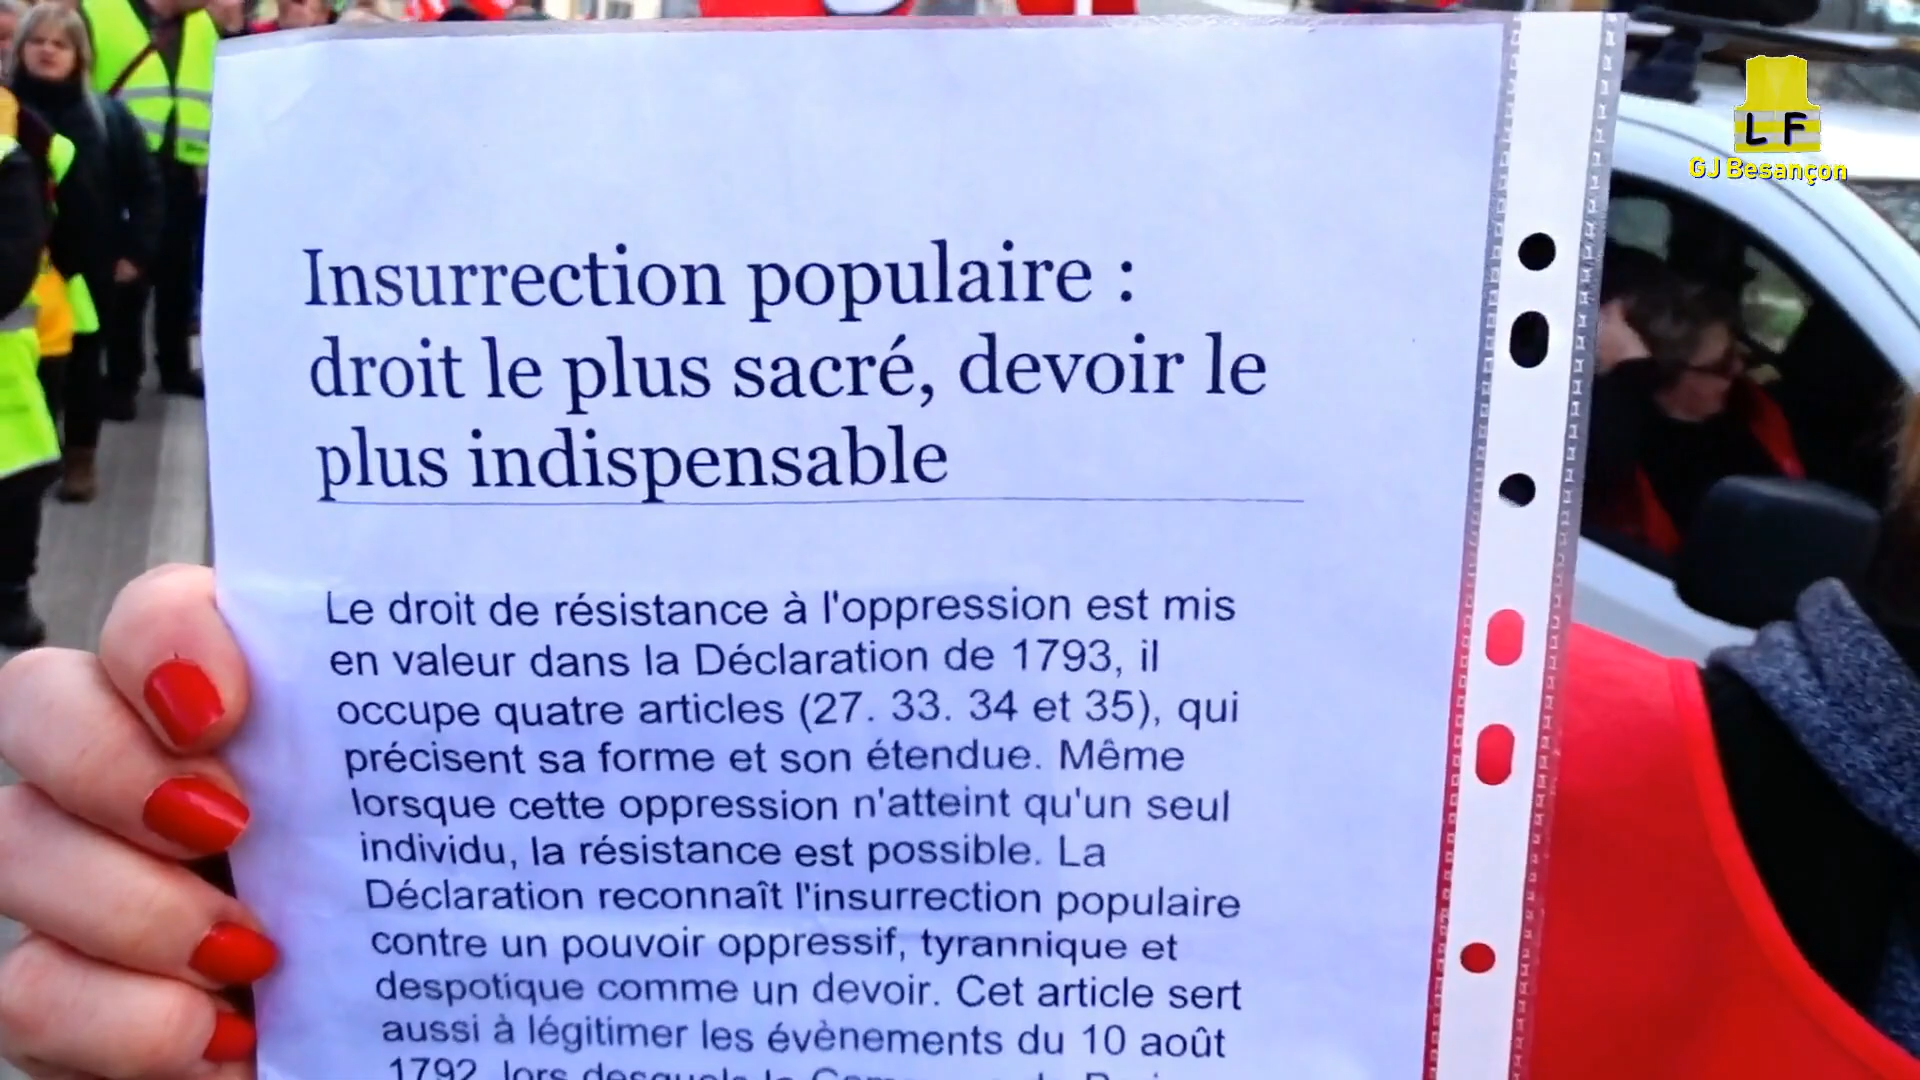 L F
GJ Besançon
Insurrection populaire :
droit le plus sacré, devoir le
plus indispensable
Le droit de résistance à l'oppression est mis
en valeur dans la Déclaration de 1793, il
occupe quatre articles (27. 33. 34 et 35), qui
précisent sa forme et son étendue. Même
lorsque cette oppression n'atteint qu'un seul
individu, la résistance est possible. La
Déclaration reconnaît l'insurrection populaire
contre un pouvoir oppressif, tyrannique et
despotique comme un devoir. Cet article sert
aussi à légitimer les évènements du 10 août
1792, lors desquels la